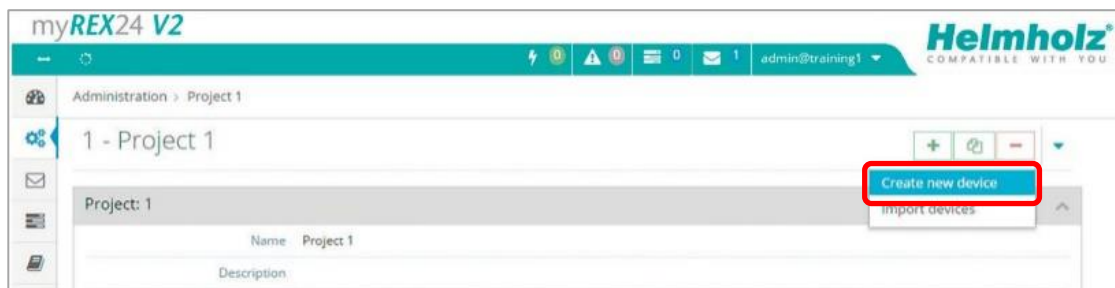 myREX24 V2
Helmholz®
COMPATIBLE WITH YOU
0 0 0 1 admin@training1
Administration > Project 1
1 - Project 1
Create new device
Import devices
Project: 1
Name Project 1
Description